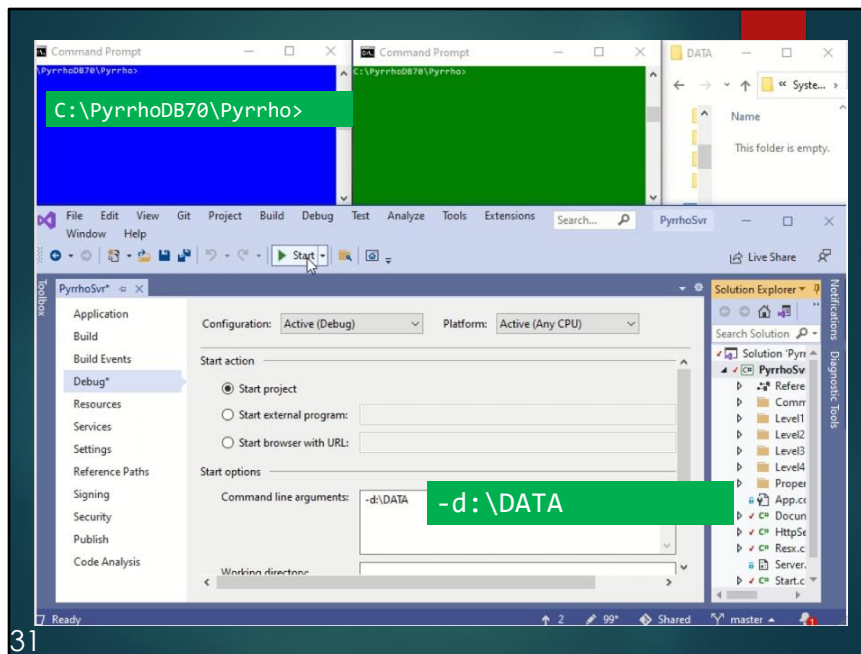 Command Prompt
\PyrrhoDB70\Pyrrho>
C:\PyrrhoDB70\Pyrrho>
Command Prompt
C:\PyrrhoDB70\Pyrrho>
DATA
« Syste... >
Name
This folder is empty.
File Edit View Git Project Build Debug Test Analyze Tools Extensions
Window Help
Search...
PyrrhoSvr
Start
Live Share
Toolbox
PyrrhoSvr*
Application
Build
Build Events
Debug*
Resources
Services
Settings
Reference Paths
Signing
Security
Publish
Code Analysis
Configuration: Active (Debug)
Platform: Active (Any CPU)
Start action
Start project
Start external program:
Start browser with URL:
Start options
Command line arguments: -d:\DATA
-d:\DATA
Working directory:
Solution Explorer
Search Solution
Solution 'Pyrr
C# PyrrhoSv
Refere
Comm
Level1
Level2
Level3
Level4
Proper
App.co
C# Docun
C# HttpSe
C# Resx.c
Server.
C# Start.c
Notifications
Diagnostic Tools
Ready
2
99*
Shared
master
1
31